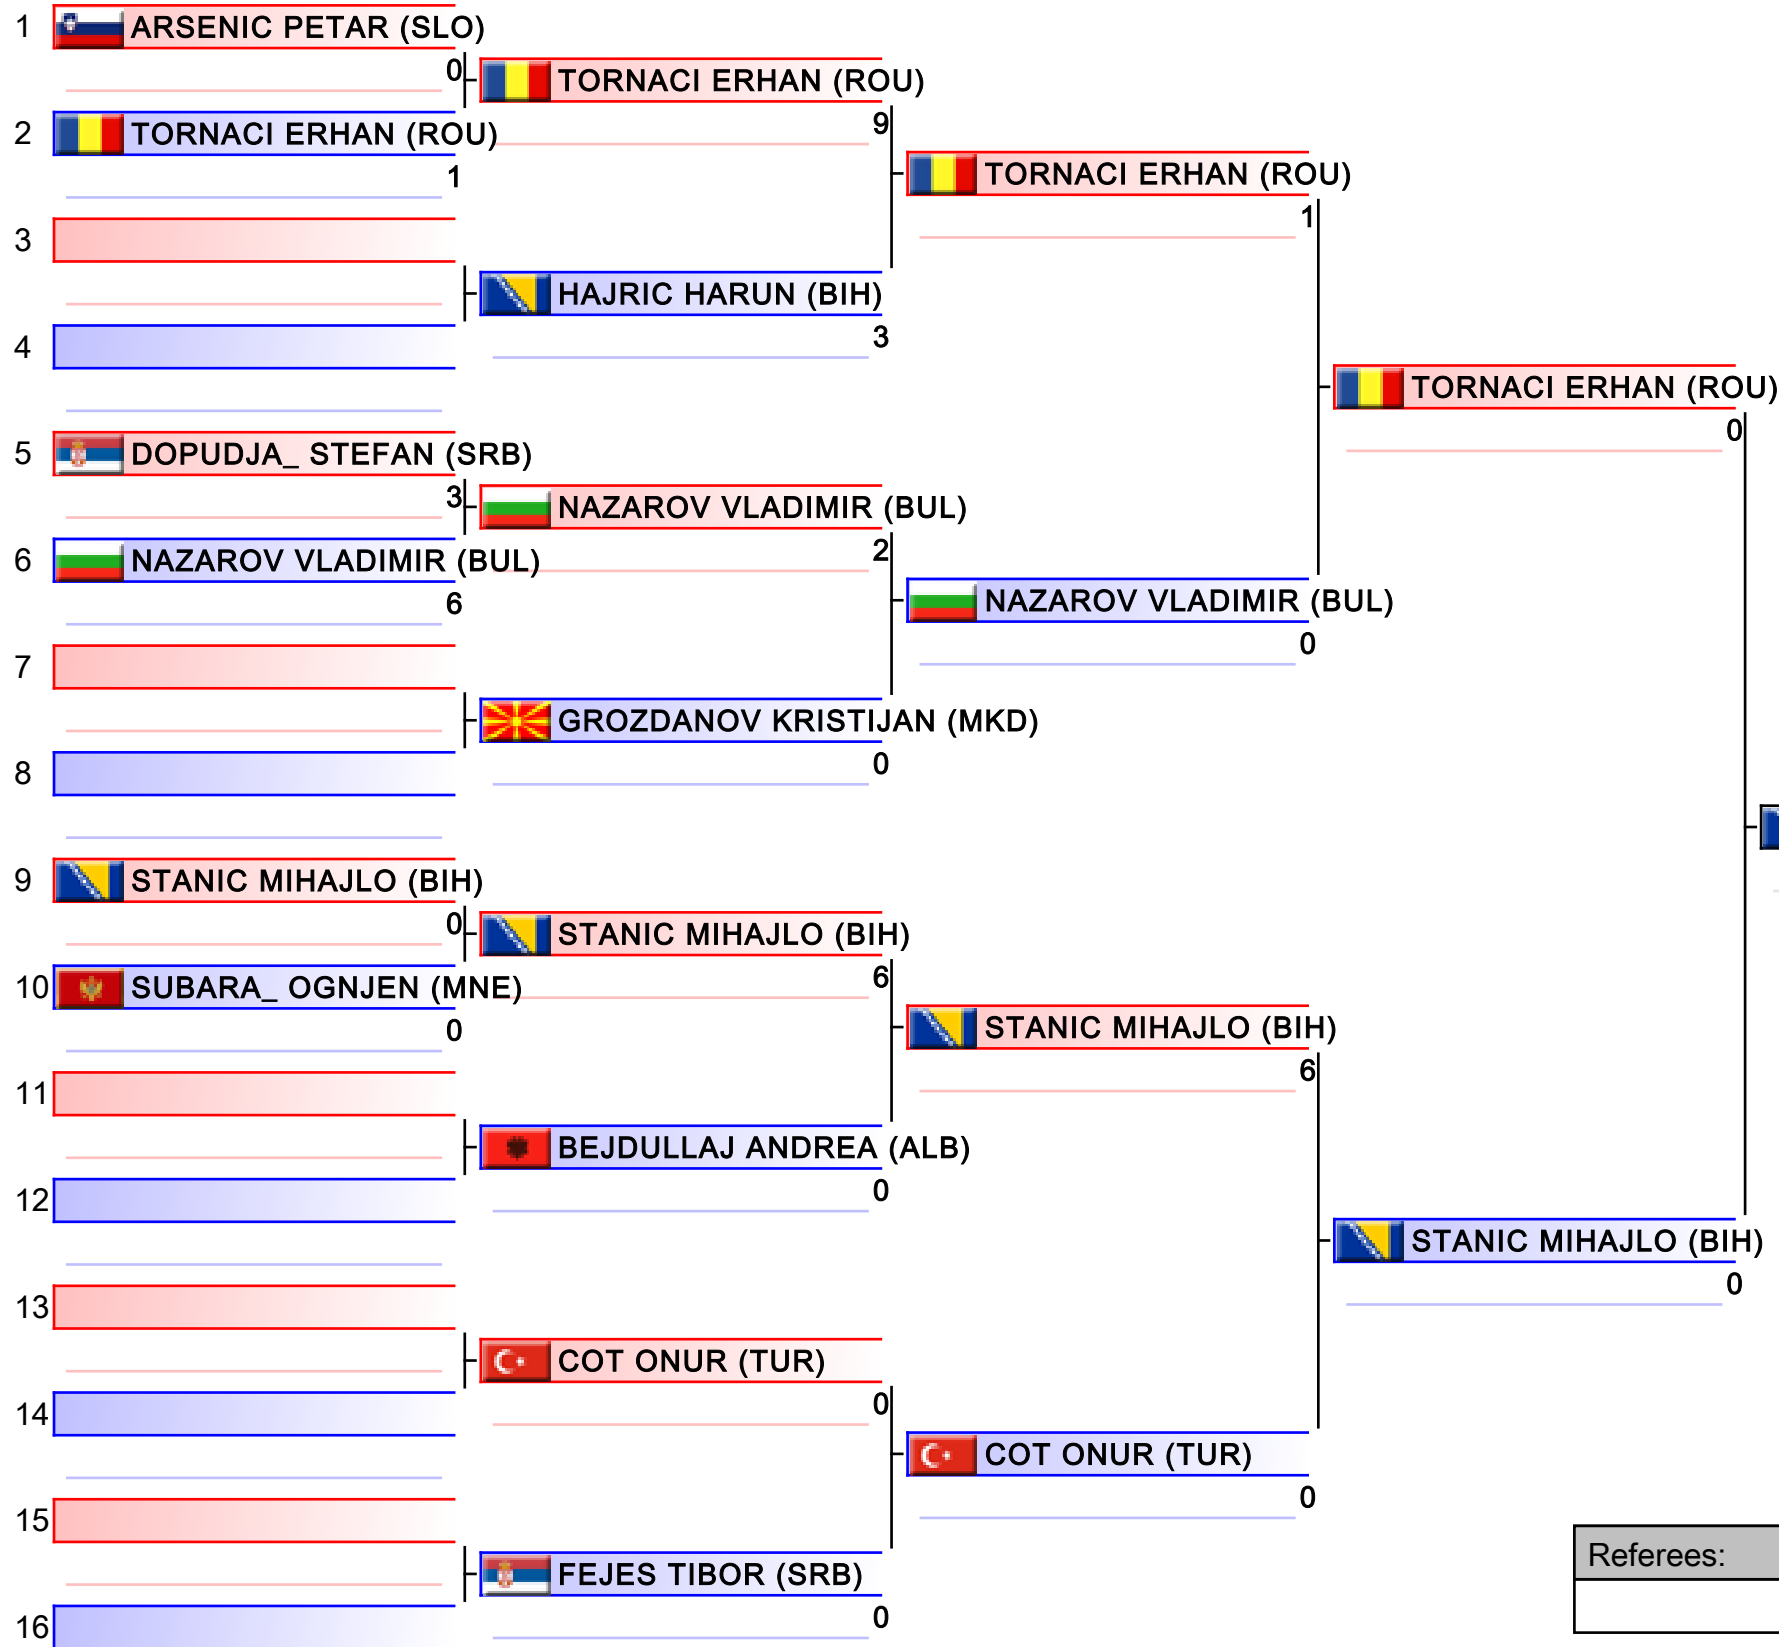 1 ARSENIC PETAR (SLO)
0
TORNACI ERHAN (ROU)
9
2 TORNACI ERHAN (ROU)
1
TORNACI ERHAN (ROU)
1
3
HAJRIC HARUN (BIH)
3
4
TORNACI ERHAN (ROU)
0
5 DOPUDJA_ STEFAN (SRB)
3
NAZAROV VLADIMIR (BUL)
2
6 NAZAROV VLADIMIR (BUL)
6
NAZAROV VLADIMIR (BUL)
0
7
GROZDANOV KRISTIJAN (MKD)
0
8
9 STANIC MIHAJLO (BIH)
0
STANIC MIHAJLO (BIH)
6
10 SUBARA_ OGNJEN (MNE)
0
STANIC MIHAJLO (BIH)
6
11
BEJDULLAJ ANDREA (ALB)
0
12
STANIC MIHAJLO (BIH)
0
13
COT ONUR (TUR)
0
14
COT ONUR (TUR)
0
15
FEJES TIBOR (SRB)
0
16
Referees: